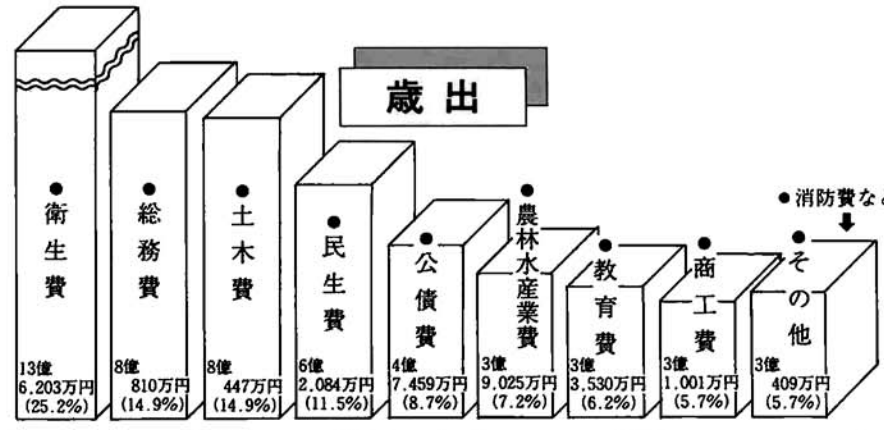 歳出
●衛生費
13億
6.203万円
(25.2%)
●総務費
8億
810万円
(14.9%)
●土木費
8億
447万円
(14.9%)
●民生費
6億
2.084万円
(11.5%)
●公債費
4億
7.459万円
(8.7%)
●農林水産業費
3億
9.025万円
(7.2%)
●教育費
3億
3.530万円
(6.2%)
●商工費
3億
1.001万円
(5.7%)
●その他
3億
409万円
(5.7%)
●消防費な